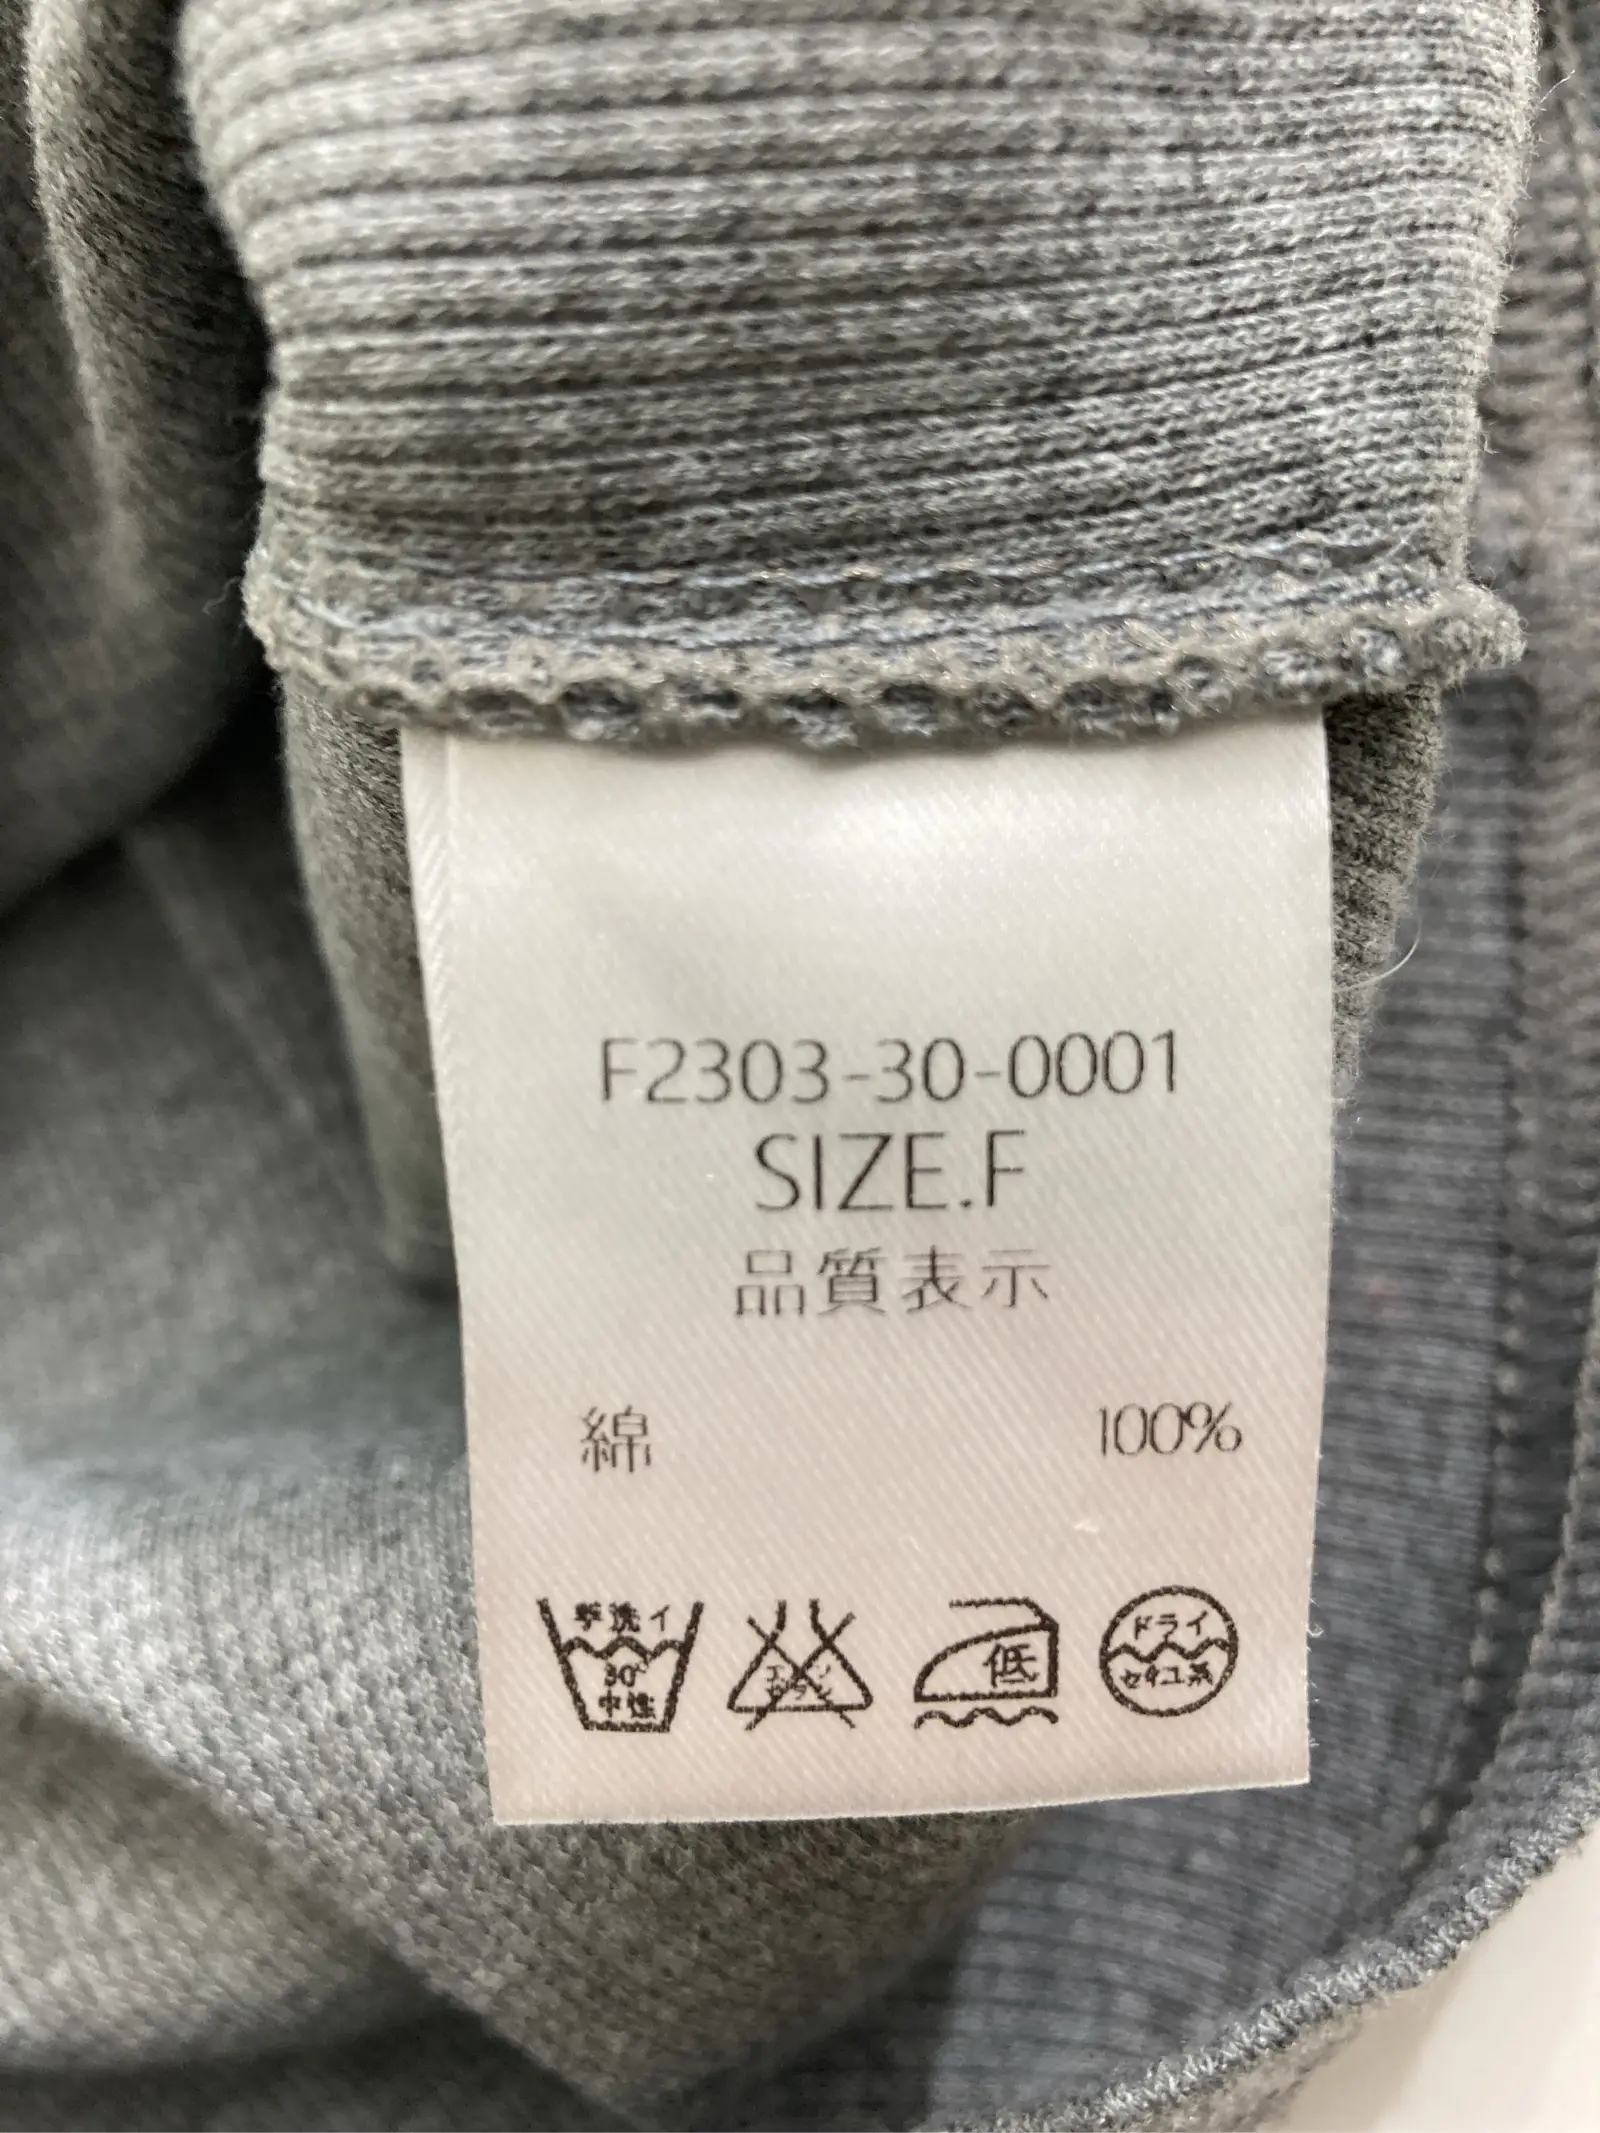 F2303-30-0001
SIZE.F
品質表示
綿 100%
手洗イ
30°
中性
低
ドライ
セキユ系